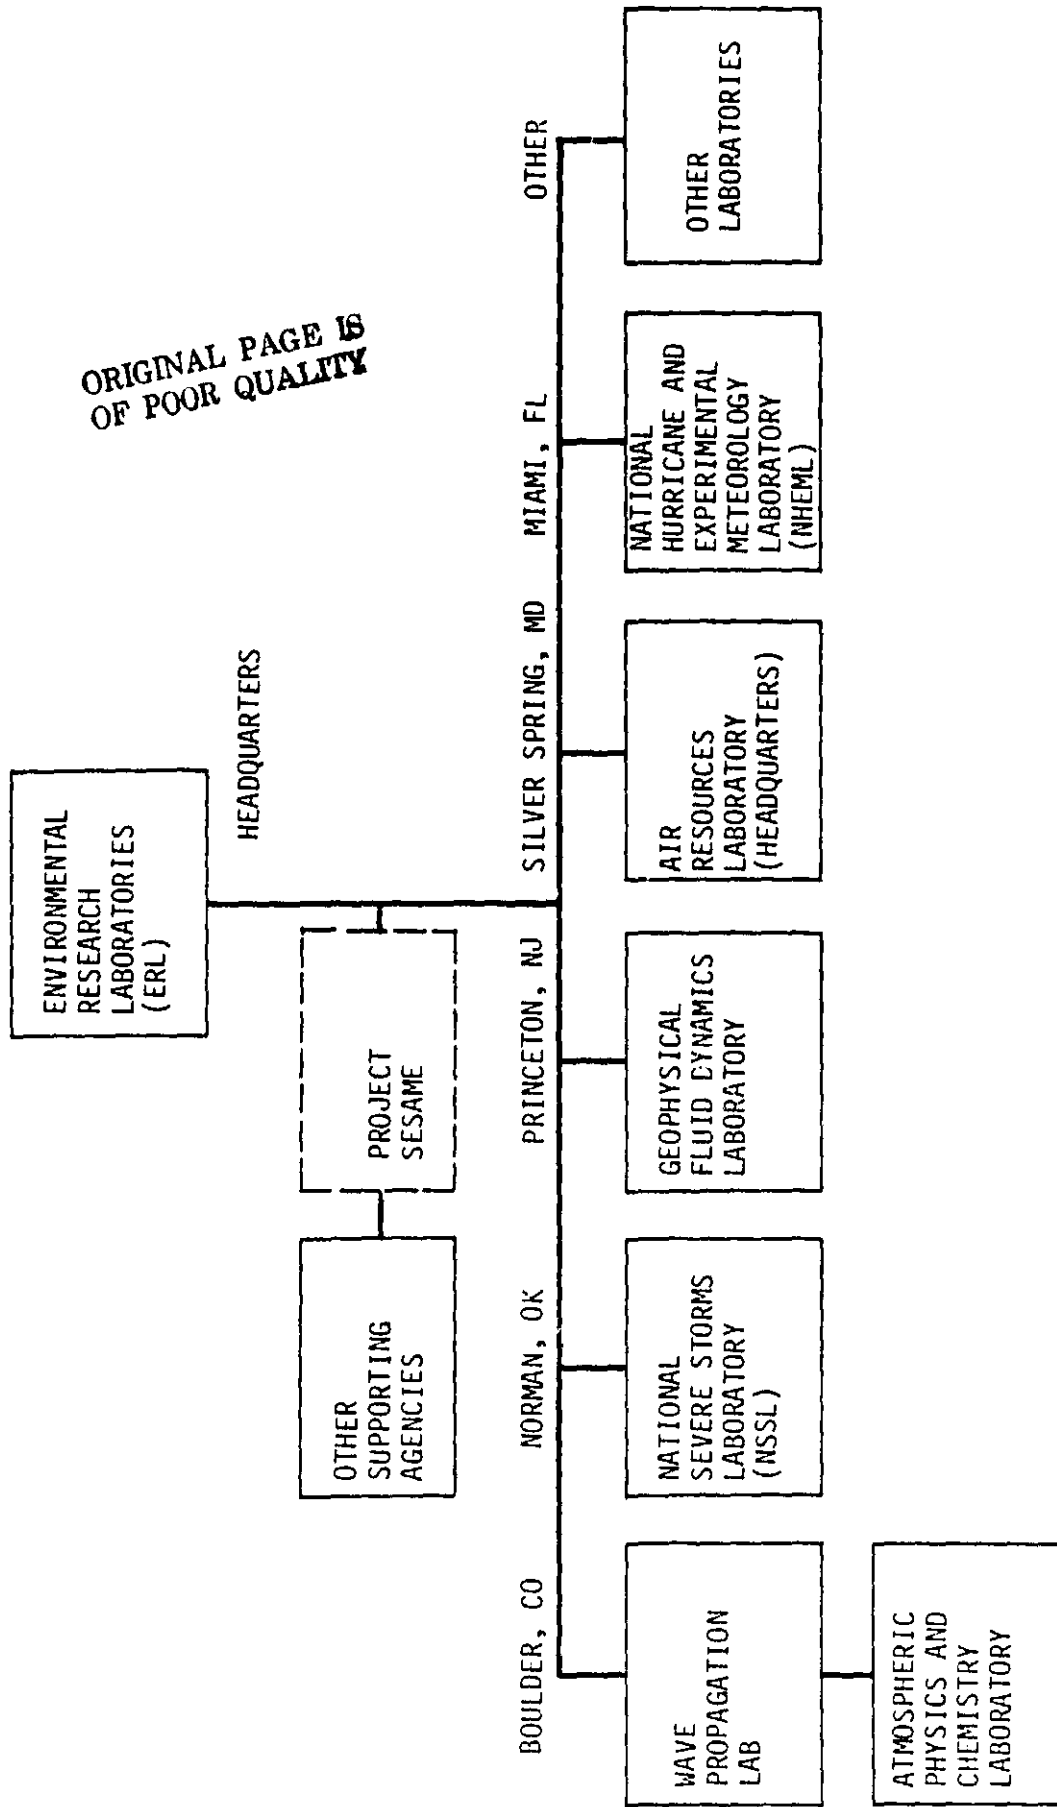 ORIGINAL PAGE IS
OF POOR QUALITY
ENVIRONMENTAL
RESEARCH
LABORATORIES
(ERL)
HEADQUARTERS
OTHER
SUPPORTING
AGENCIES
PROJECT
SESAME
BOULDER, CO
NORMAN, OK
PRINCETON, NJ
SILVER SPRING, MD
MIAMI, FL
OTHER
WAVE
PROPAGATION
LAB
NATIONAL
SEVERE STORMS
LABORATORY
(NSSL)
GEOPHYSICAL
FLUID DYNAMICS
LABORATORY
AIR
RESOURCES
LABORATORY
(HEADQUARTERS)
NATIONAL
HURRICANE AND
EXPERIMENTAL
METEOROLOGY
LABORATORY
(NHEML)
OTHER
LABORATORIES
ATMOSPHERIC
PHYSICS AND
CHEMISTRY
LABORATORY